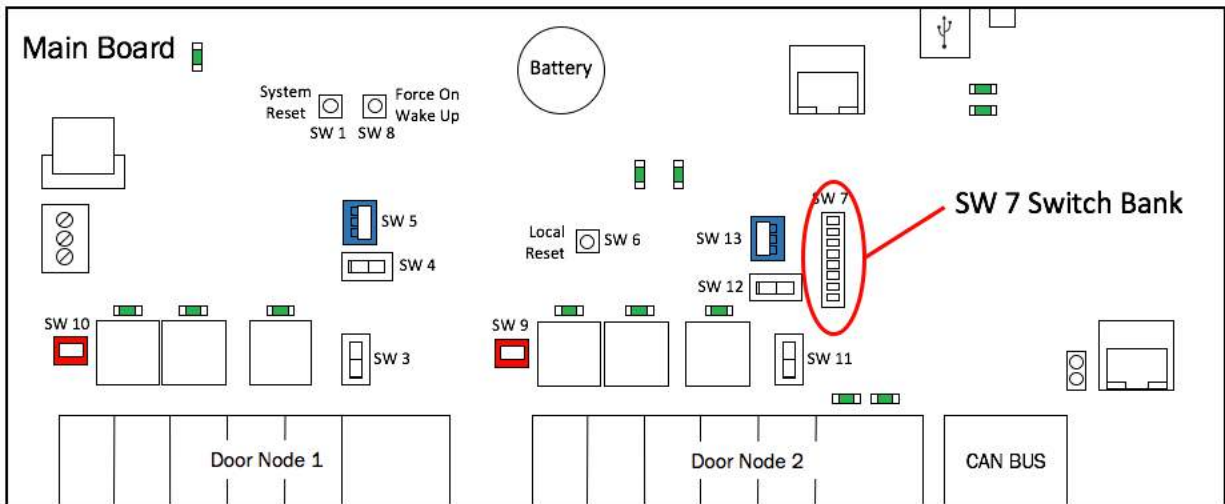 Main Board
Battery
System
Reset
Force On
Wake Up
SW 1
SW 8
SW 7
SW 7 Switch Bank
SW 5
Local
Reset
SW 6
SW 13
SW 4
SW 12
SW 10
SW 3
SW 9
SW 11
Door Node 1
Door Node 2
CAN BUS